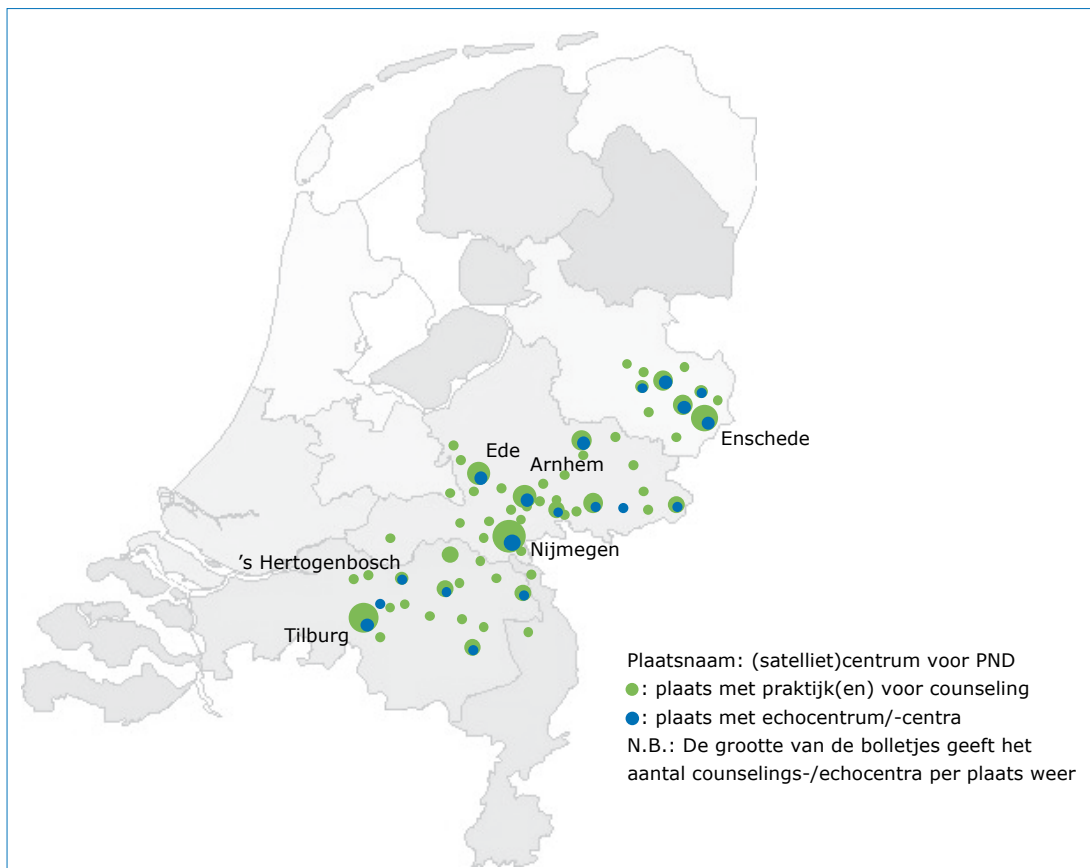 Enschede
Ede
Arnhem
Nijmegen
’s Hertogenbosch
Tilburg
Plaatsnaam: (satelliet)centrum voor PND
: plaats met praktijk(en) voor counseling
: plaats met echocentrum/-centra
N.B.: De grootte van de bolletjes geeft het
aantal counselings-/echocentra per plaats weer